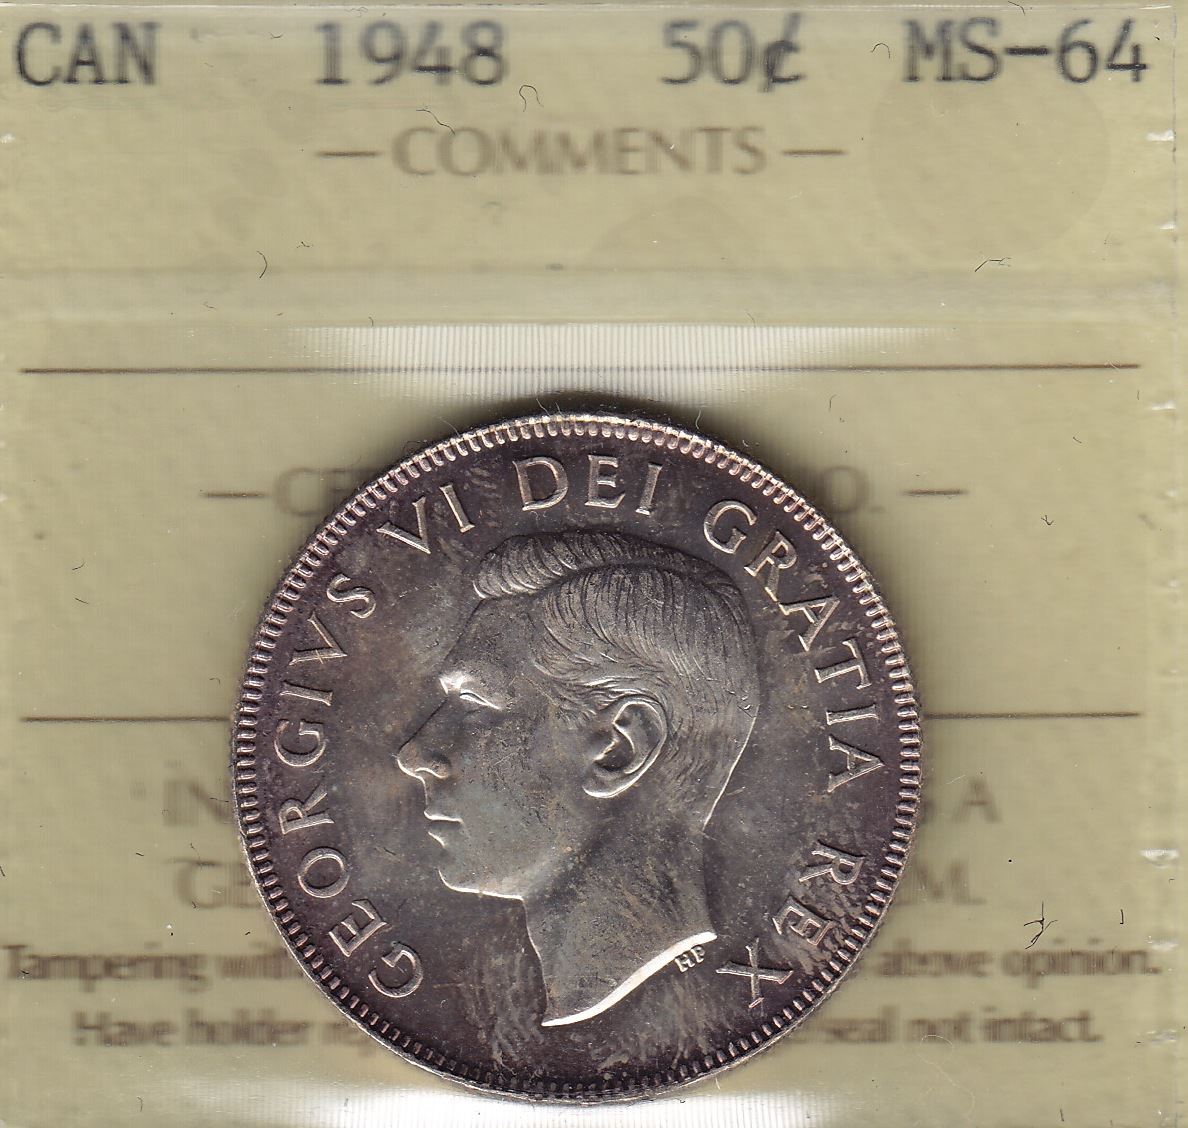 CAN 1948 50¢ MS-64
— COMMENTS —
GEORGIVS VI DEI GRATIA REX
HP
Tampering above opinion.
Have holder seal not intact.